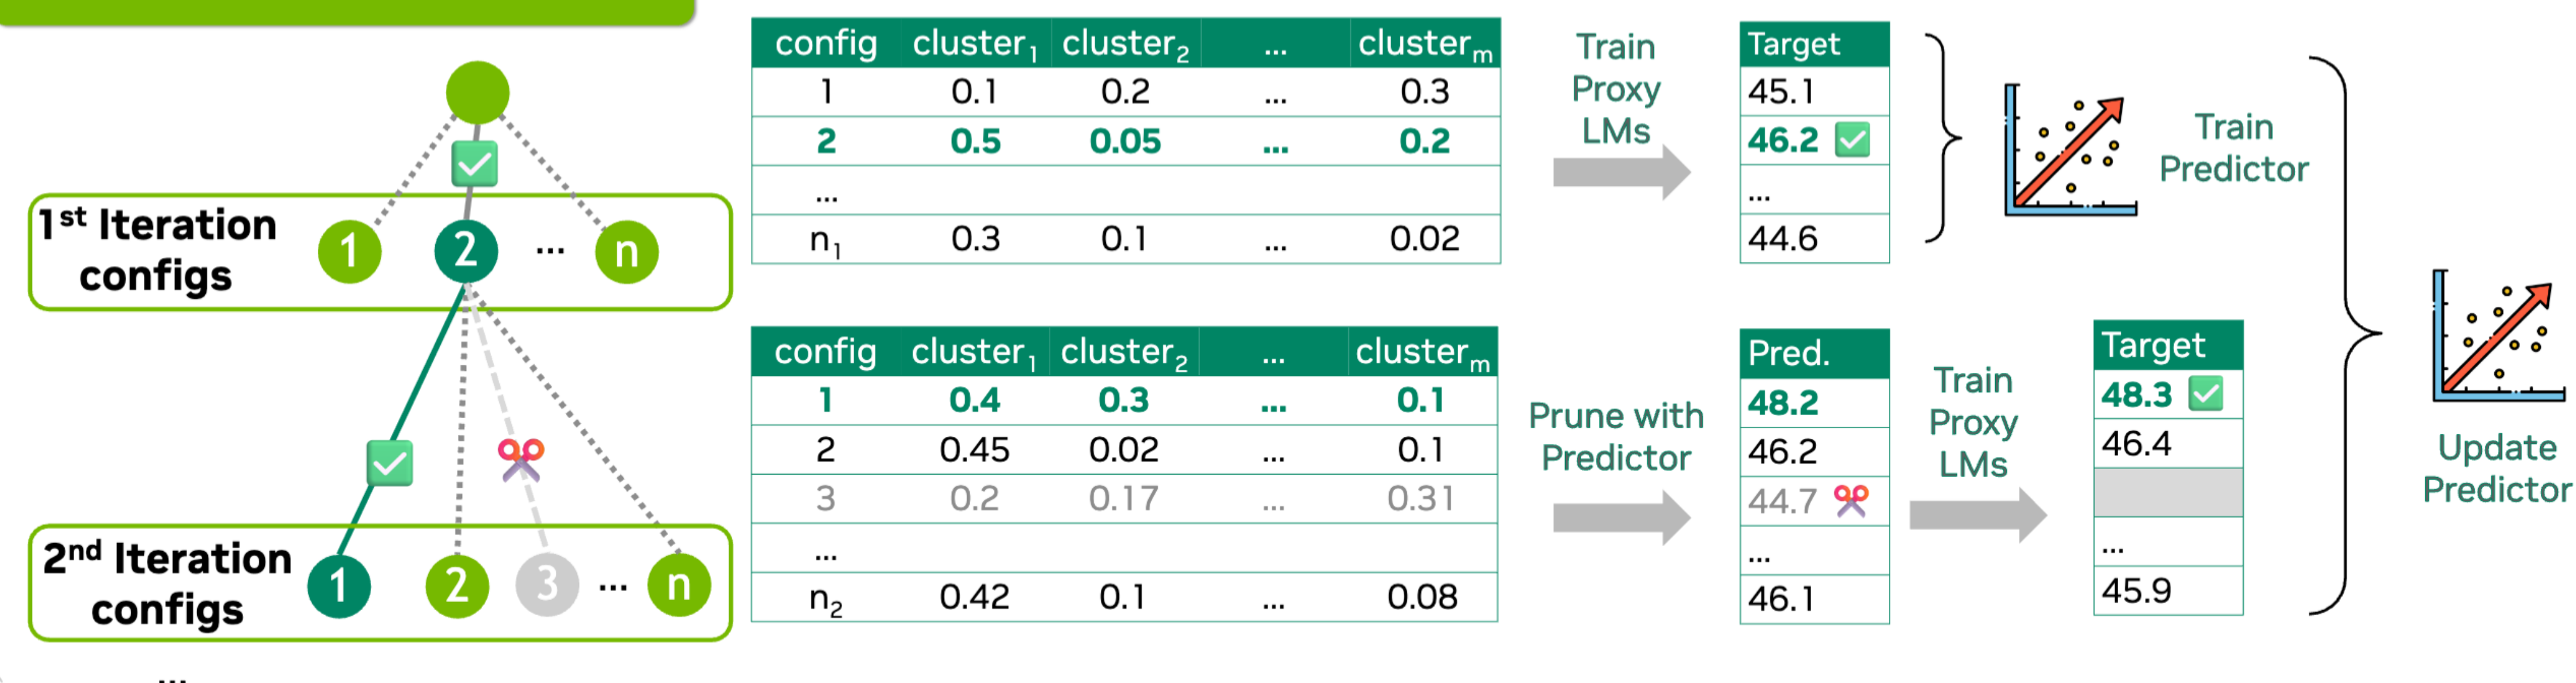 1st Iteration
configs
1
2
...
n
2nd Iteration
configs
1
2
3
...
n
...
config cluster1 cluster2 ... clusterm
1 0.1 0.2 ... 0.3
2 0.5 0.05 ... 0.2
...
n1 0.3 0.1 ... 0.02
Train
Proxy
LMs
Target
45.1
46.2
...
44.6
Train
Predictor
config cluster1 cluster2 ... clusterm
1 0.4 0.3 ... 0.1
2 0.45 0.02 ... 0.1
3 0.2 0.17 ... 0.31
...
n2 0.42 0.1 ... 0.08
Prune with
Predictor
Pred.
48.2
46.2
44.7
...
46.1
Train
Proxy
LMs
Target
48.3
46.4
...
45.9
Update
Predictor